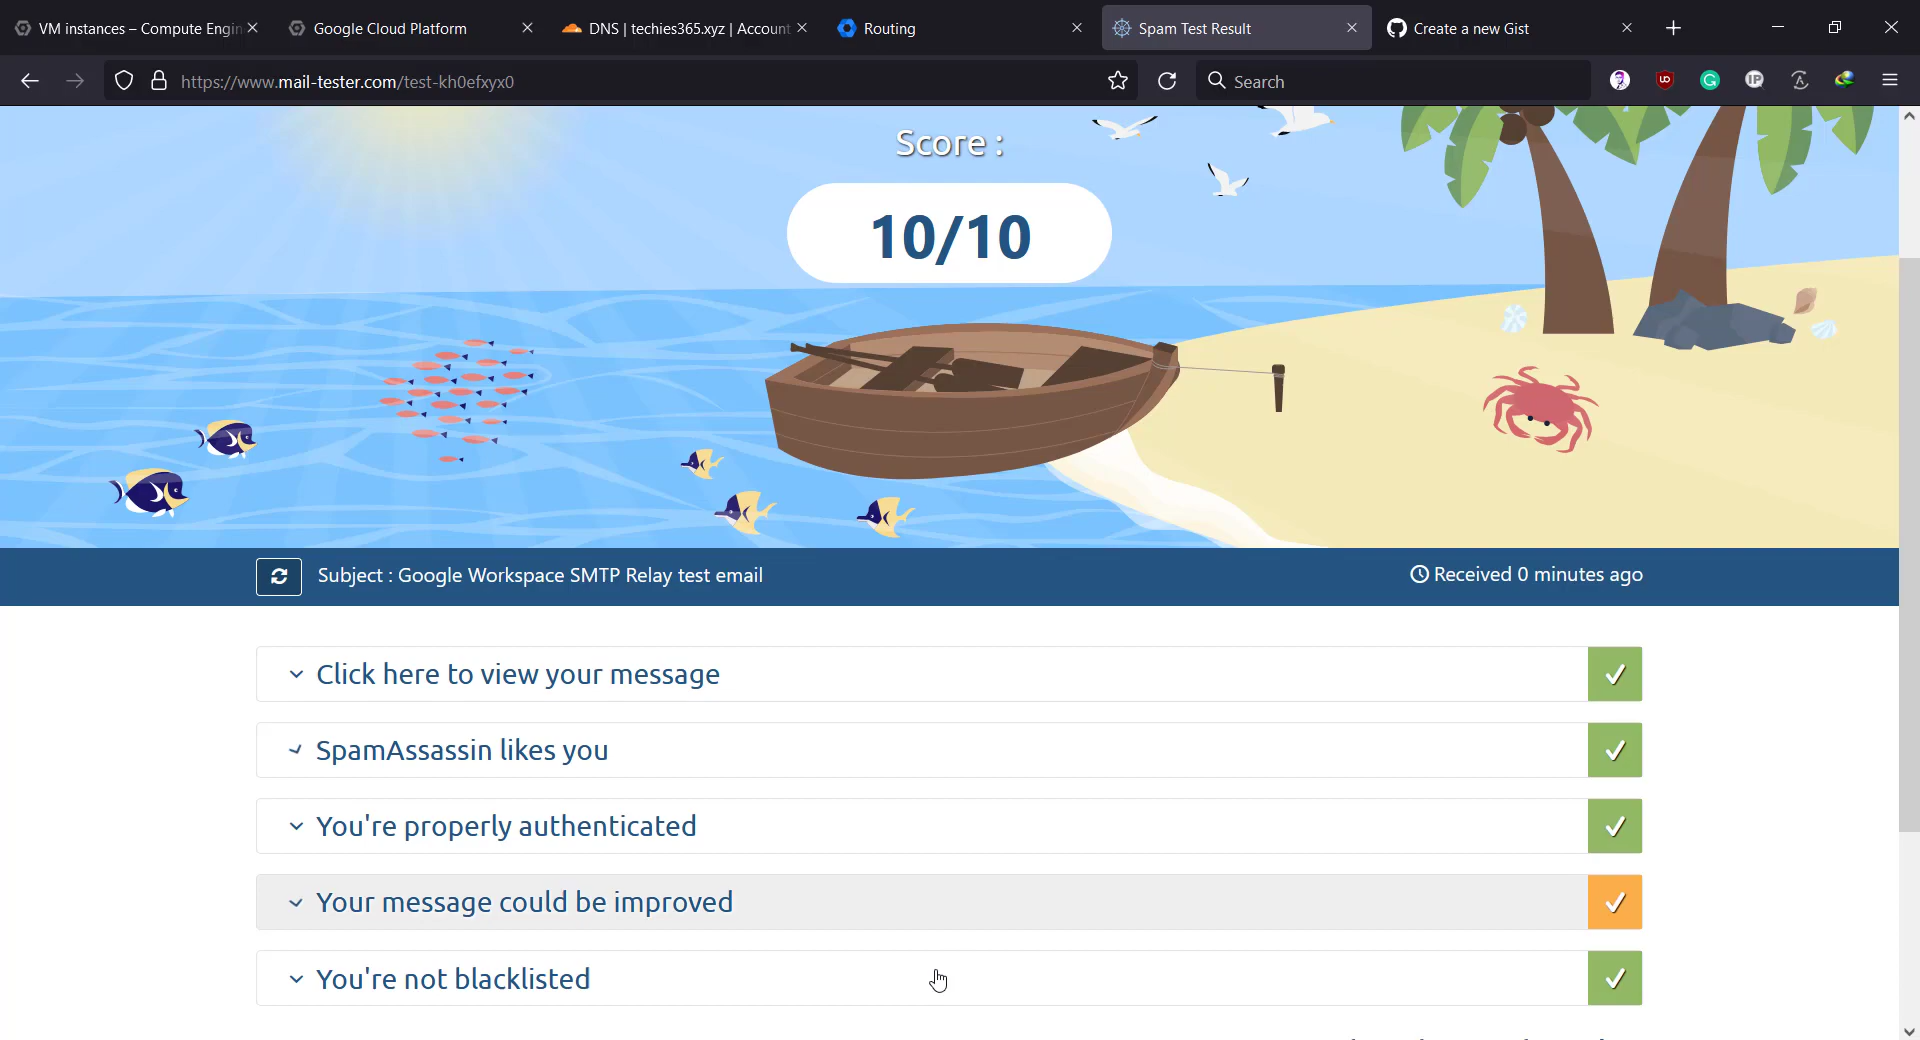 VM instances – Compute Engin
Google Cloud Platform
DNS | techies365.xyz | Account
Routing
Spam Test Result
Create a new Gist
https://www.mail-tester.com/test-kh0efxyx0
Search
Score :
10/10
Subject : Google Workspace SMTP Relay test email
Received 0 minutes ago
Click here to view your message
SpamAssassin likes you
You're properly authenticated
Your message could be improved
You're not blacklisted